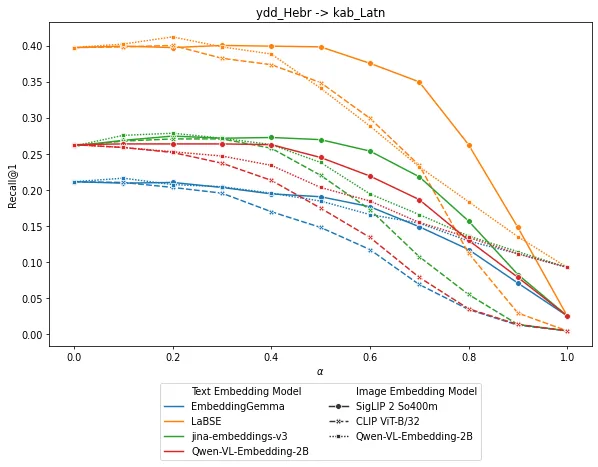 ydd_Hebr -> kab_Latn
Recall@1
0.40
0.35
0.30
0.25
0.20
0.15
0.10
0.05
0.00
0.0 0.2 0.4 0.6 0.8 1.0
α
Text Embedding Model Image Embedding Model
EmbeddingGemma SigLIP 2 So400m
LaBSE CLIP ViT-B/32
jina-embeddings-v3 Qwen-VL-Embedding-2B
Qwen-VL-Embedding-2B